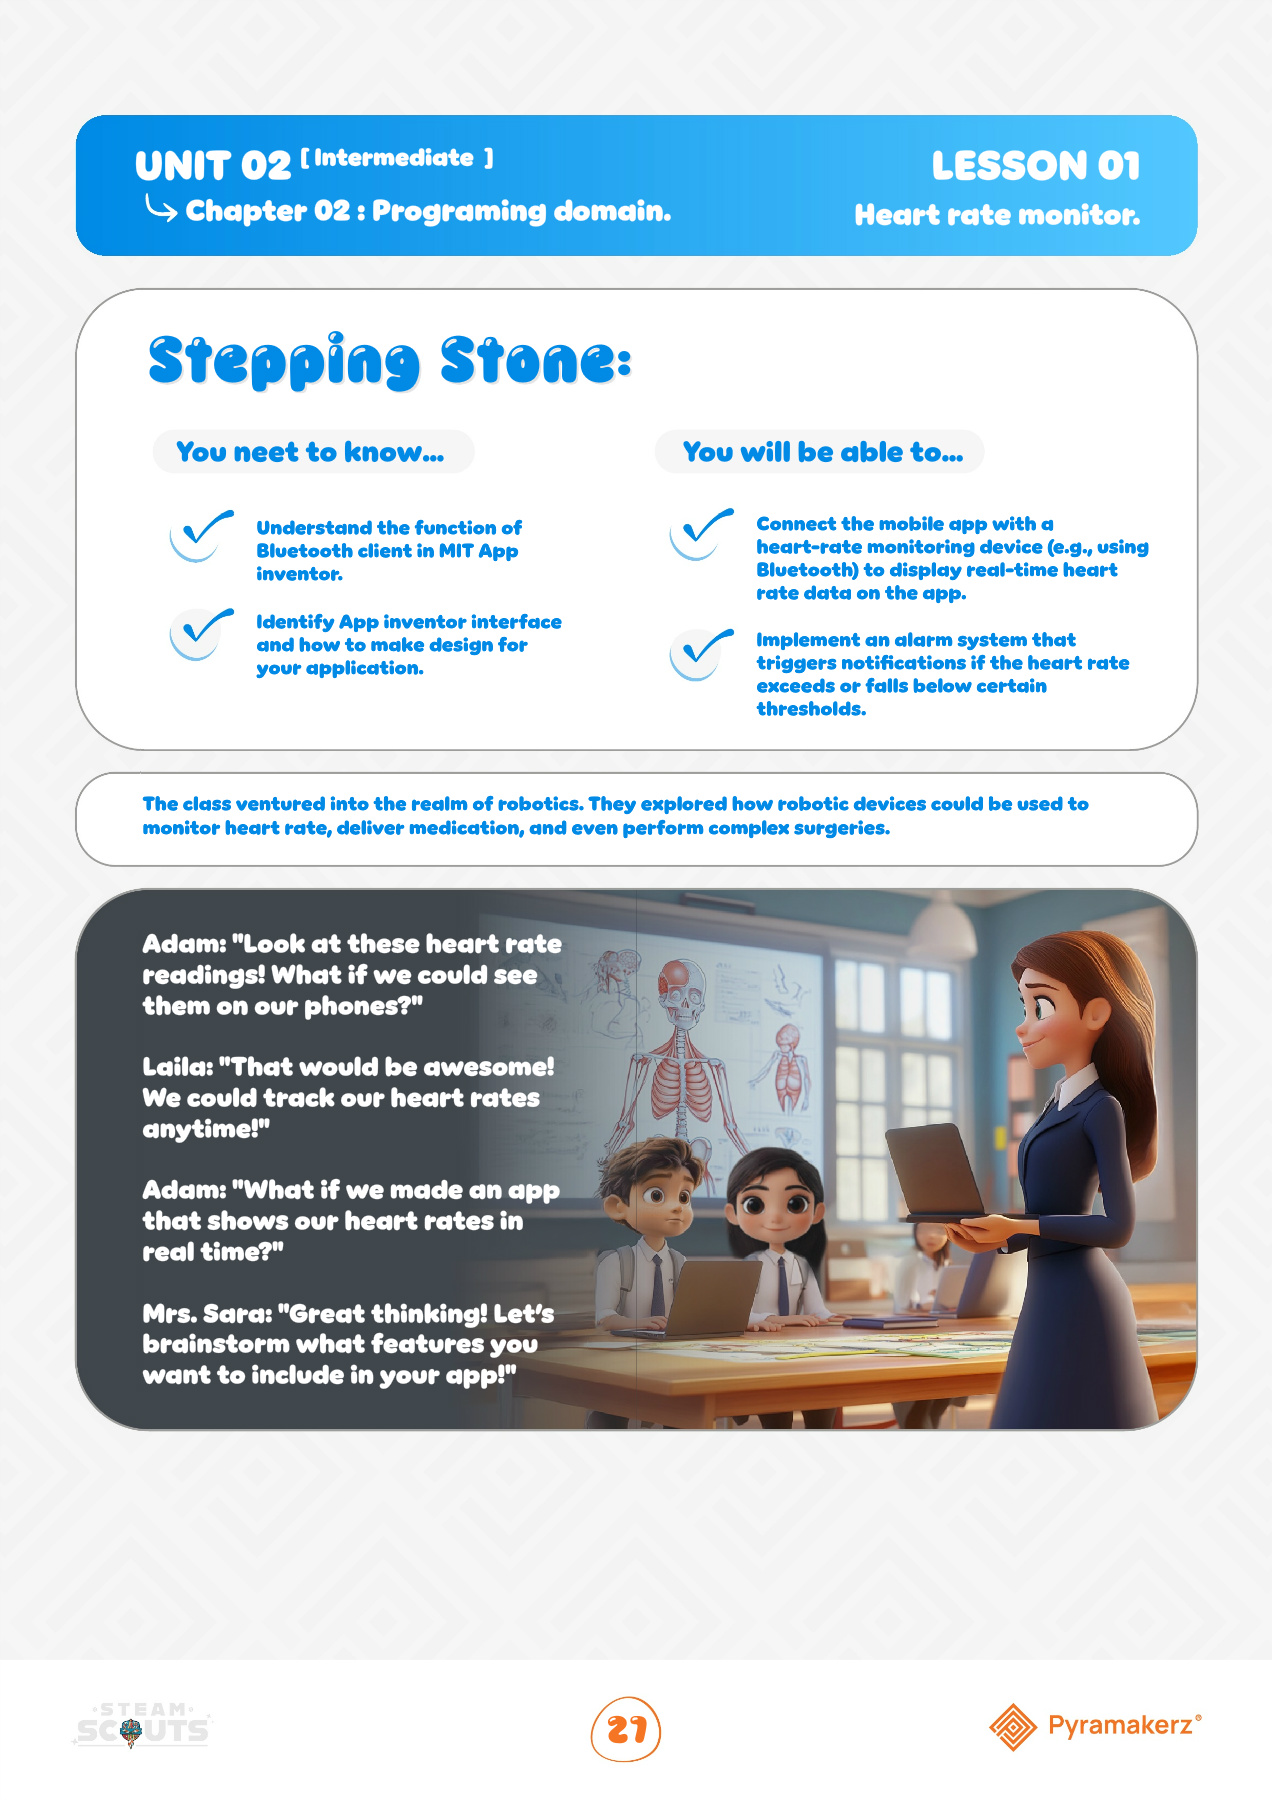 UNIT 02 [ Intermediate ]
Chapter 02 : Programing domain.
LESSON 01
Heart rate monitor.
Stepping Stone:
You neet to know...
Understand the function of
Bluetooth client in MIT App
inventor.
Identify App inventor interface
and how to make design for
your application.
You will be able to...
Connect the mobile app with a
heart-rate monitoring device (e.g., using
Bluetooth) to display real-time heart
rate data on the app.
Implement an alarm system that
triggers notifications if the heart rate
exceeds or falls below certain
thresholds.
The class ventured into the realm of robotics. They explored how robotic devices could be used to
monitor heart rate, deliver medication, and even perform complex surgeries.
Adam: "Look at these heart rate
readings! What if we could see
them on our phones?"
Laila: "That would be awesome!
We could track our heart rates
anytime!"
Adam: "What if we made an app
that shows our heart rates in
real time?"
Mrs. Sara: "Great thinking! Let's
brainstorm what features you
want to include in your app!"
STEAM
SCOUTS
27
Pyramakerz®